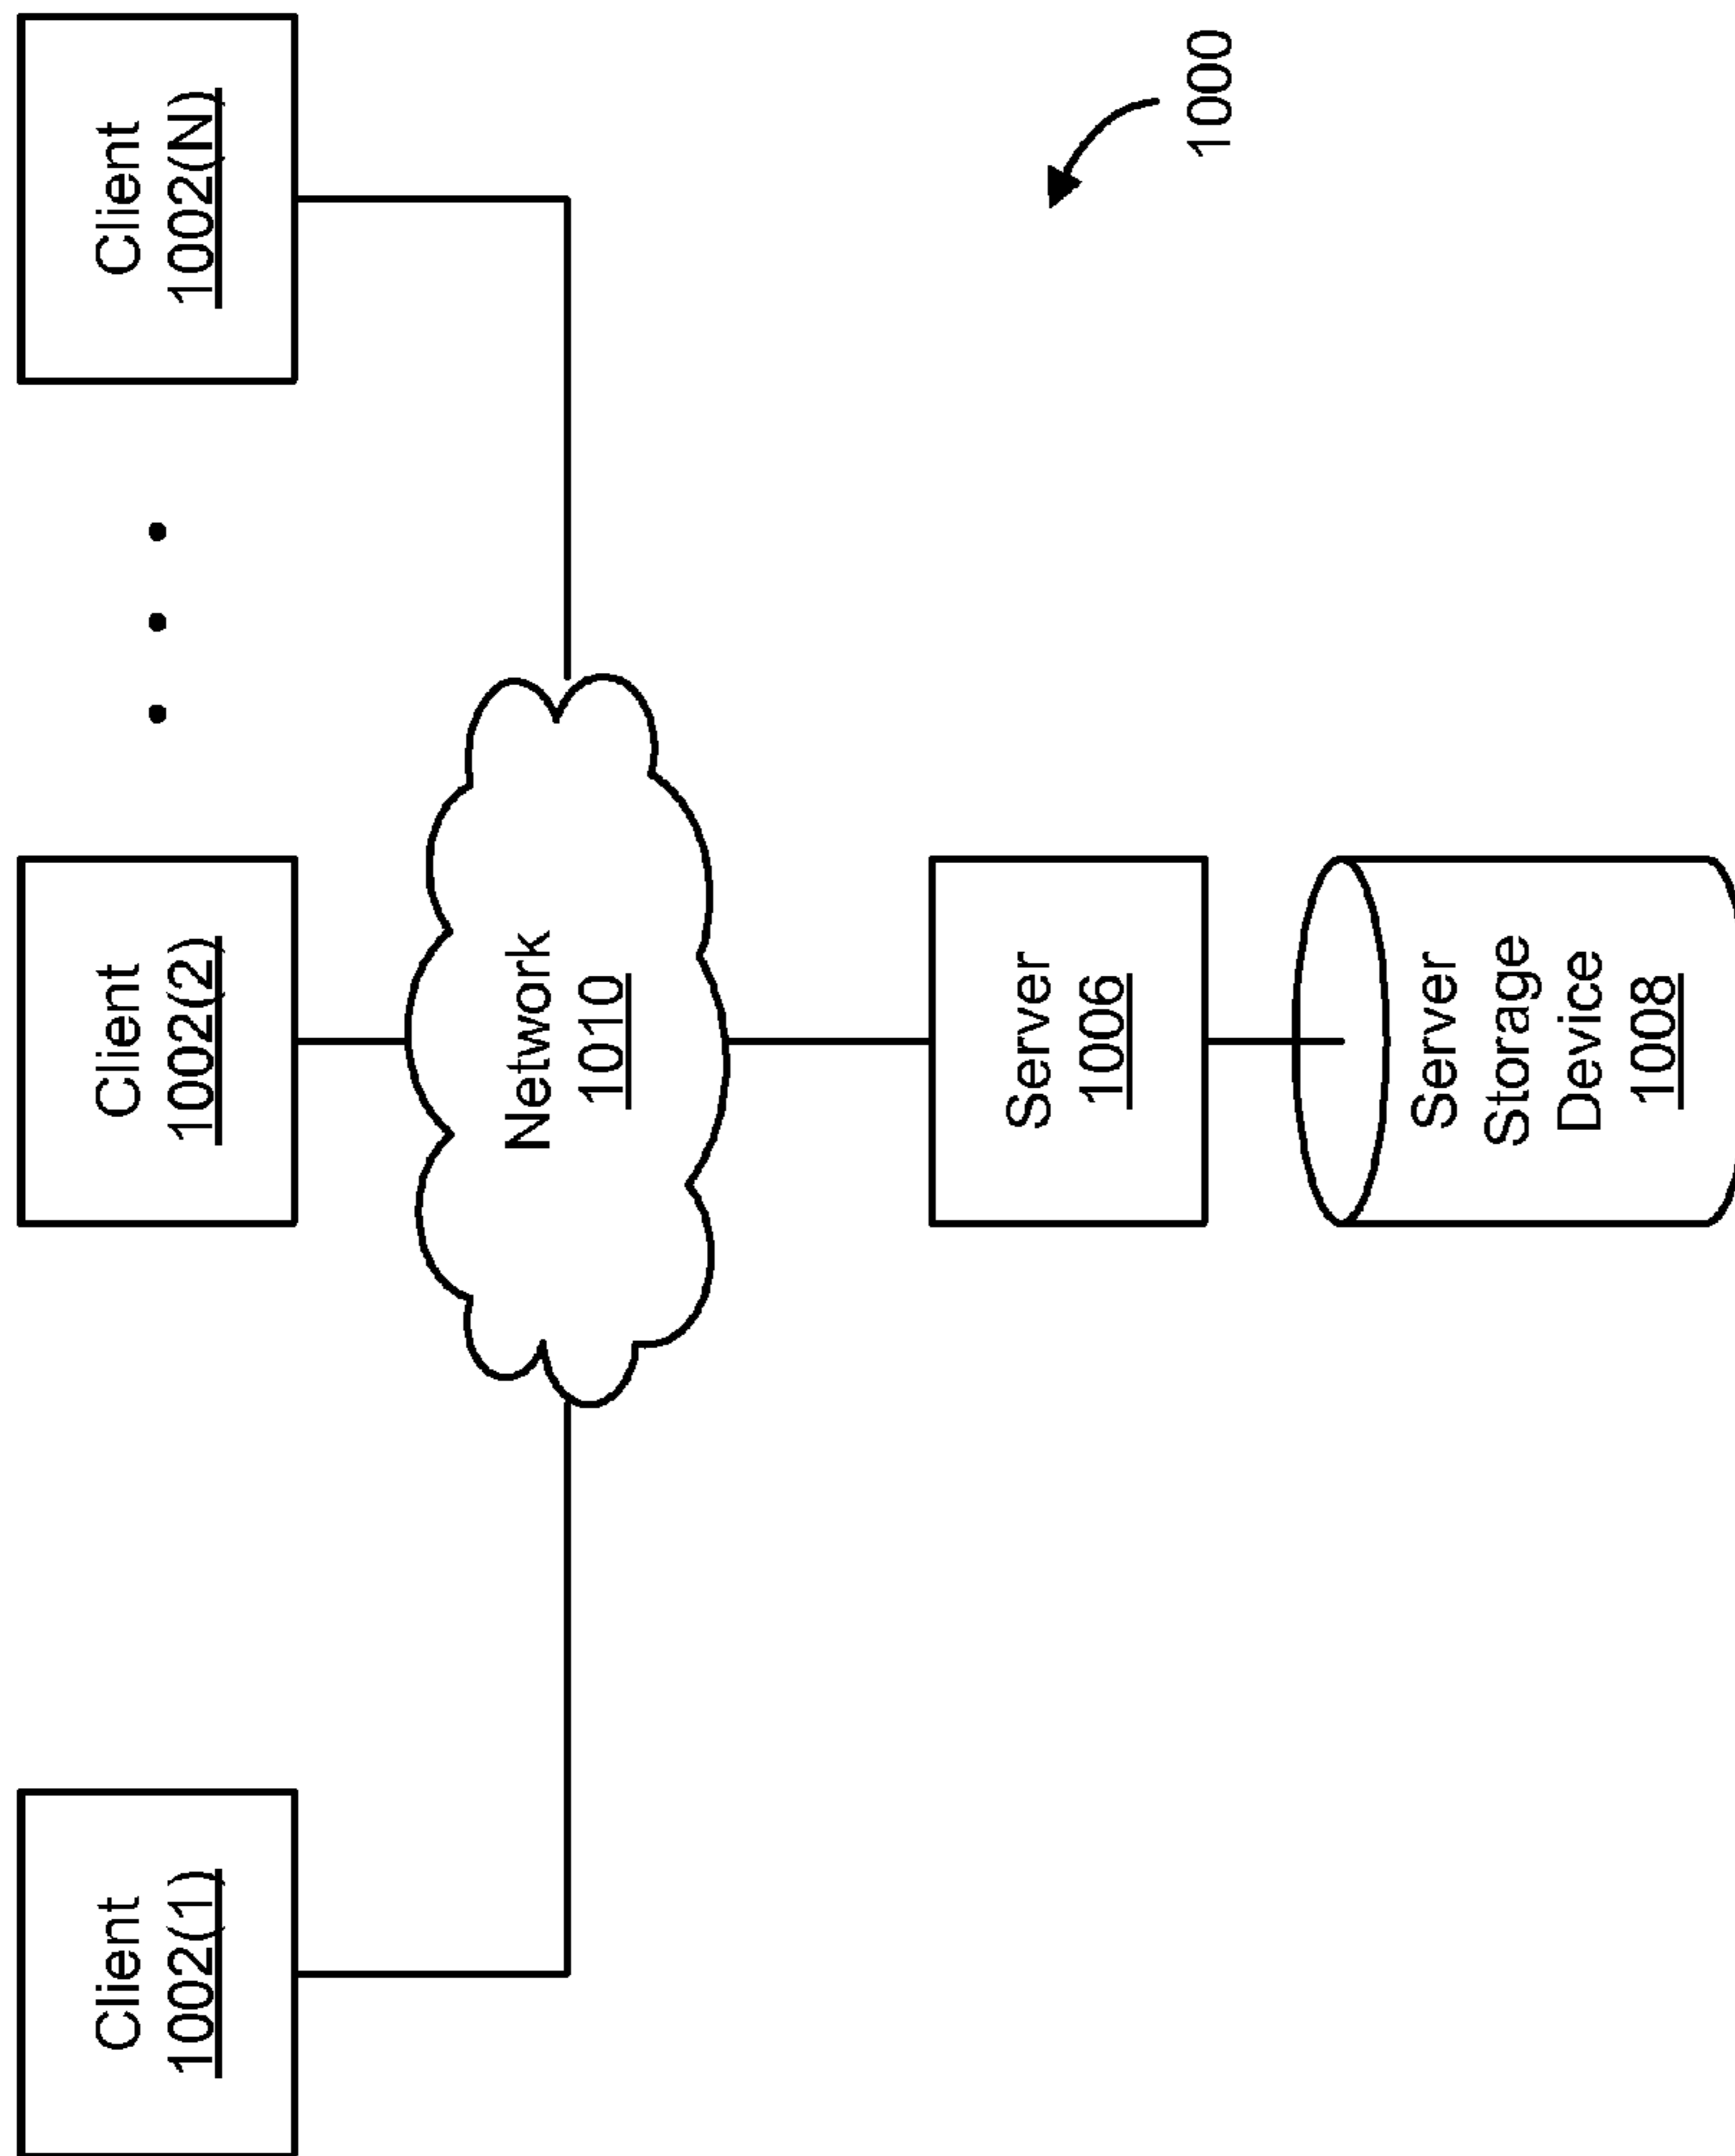 Client
1002(1)
Client
1002(2)
Client
1002(N)
Network
1010
Server
1006
1000
Server
Storage
Device
1008